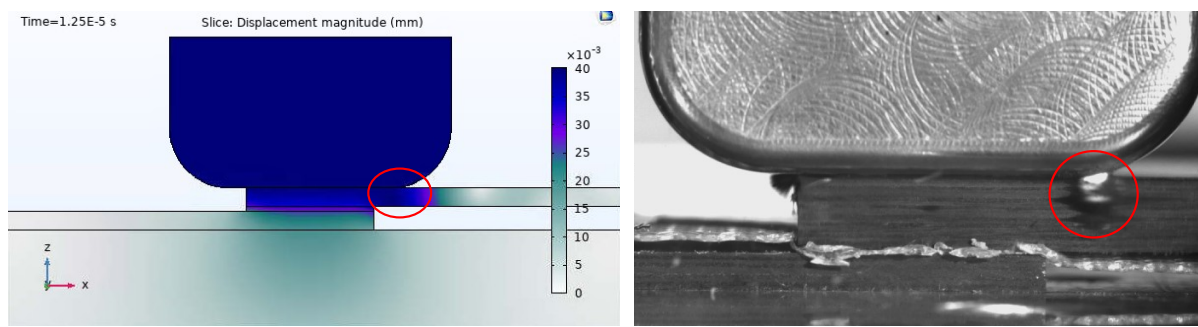 Time=1.25E-5 s
Slice: Displacement magnitude (mm)
×10⁻³
40
35
30
25
20
15
10
5
0
z
y
x